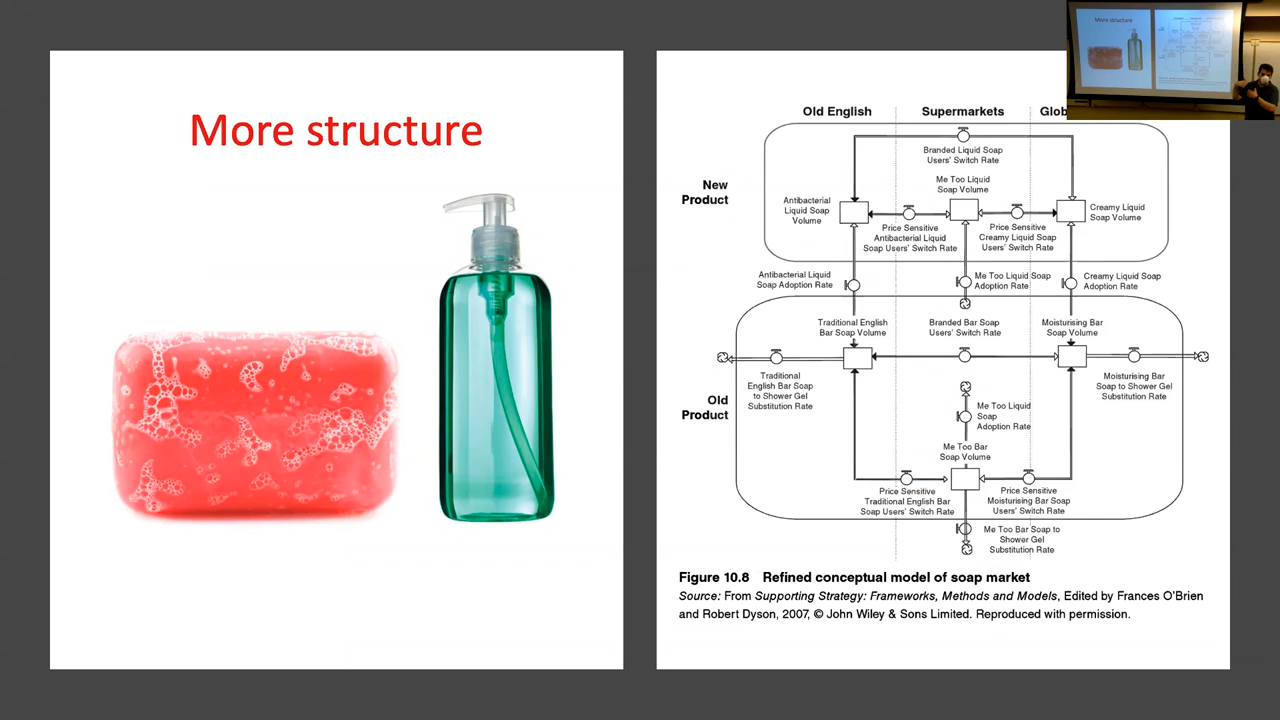 More structure
Old English
Supermarkets
New
Product
Branded Liquid Soap
Users' Switch Rate
Me Too Liquid
Soap Volume
Antibacterial
Liquid Soap
Volume
Creamy Liquid
Soap Volume
Price Sensitive
Antibacterial Liquid
Soap Users' Switch Rate
Price Sensitive
Creamy Liquid Soap
Users' Switch Rate
Antibacterial Liquid
Soap Adoption Rate
Me Too Liquid Soap
Adoption Rate
Creamy Liquid Soap
Adoption Rate
Traditional English
Bar Soap Volume
Branded Bar Soap
Users' Switch Rate
Moisturising Bar
Soap Volume
Old
Product
Traditional
English Bar Soap
to Shower Gel
Substitution Rate
Moisturising Bar
Soap to Shower Gel
Substitution Rate
Me Too Liquid
Soap
Adoption Rate
Me Too Bar
Soap Volume
Price Sensitive
Traditional English Bar
Soap Users' Switch Rate
Price Sensitive
Moisturising Bar Soap
Users' Switch Rate
Me Too Bar Soap to
Shower Gel
Substitution Rate
Figure 10.8 Refined conceptual model of soap market
Source: From Supporting Strategy: Frameworks, Methods and Models, Edited by Frances O'Brien
and Robert Dyson, 2007, © John Wiley & Sons Limited. Reproduced with permission.
More structure